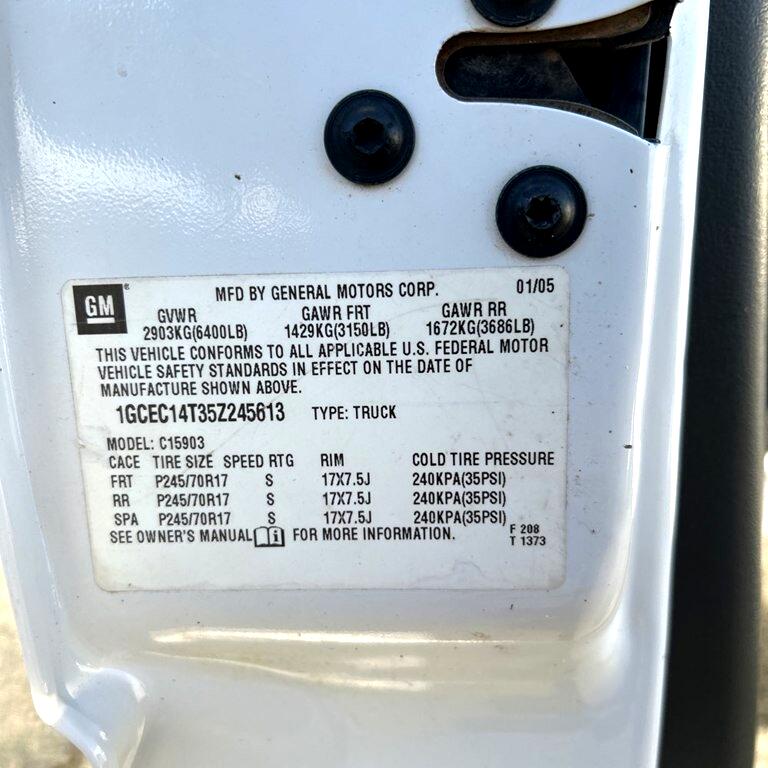 GM
MFD BY GENERAL MOTORS CORP. 01/05
GVWR GAWR FRT GAWR RR
2903KG(6400LB) 1429KG(3150LB) 1672KG(3686LB)
THIS VEHICLE CONFORMS TO ALL APPLICABLE U.S. FEDERAL MOTOR
VEHICLE SAFETY STANDARDS IN EFFECT ON THE DATE OF
MANUFACTURE SHOWN ABOVE.
1GCEC14T35Z245613 TYPE: TRUCK
MODEL: C15903
CACE TIRE SIZE SPEED RTG RIM COLD TIRE PRESSURE
FRT P245/70R17 S 17X7.5J 240KPA(35PSI)
RR P245/70R17 S 17X7.5J 240KPA(35PSI)
SPA P245/70R17 S 17X7.5J 240KPA(35PSI)
SEE OWNER'S MANUAL FOR MORE INFORMATION.
F 208
T 1373